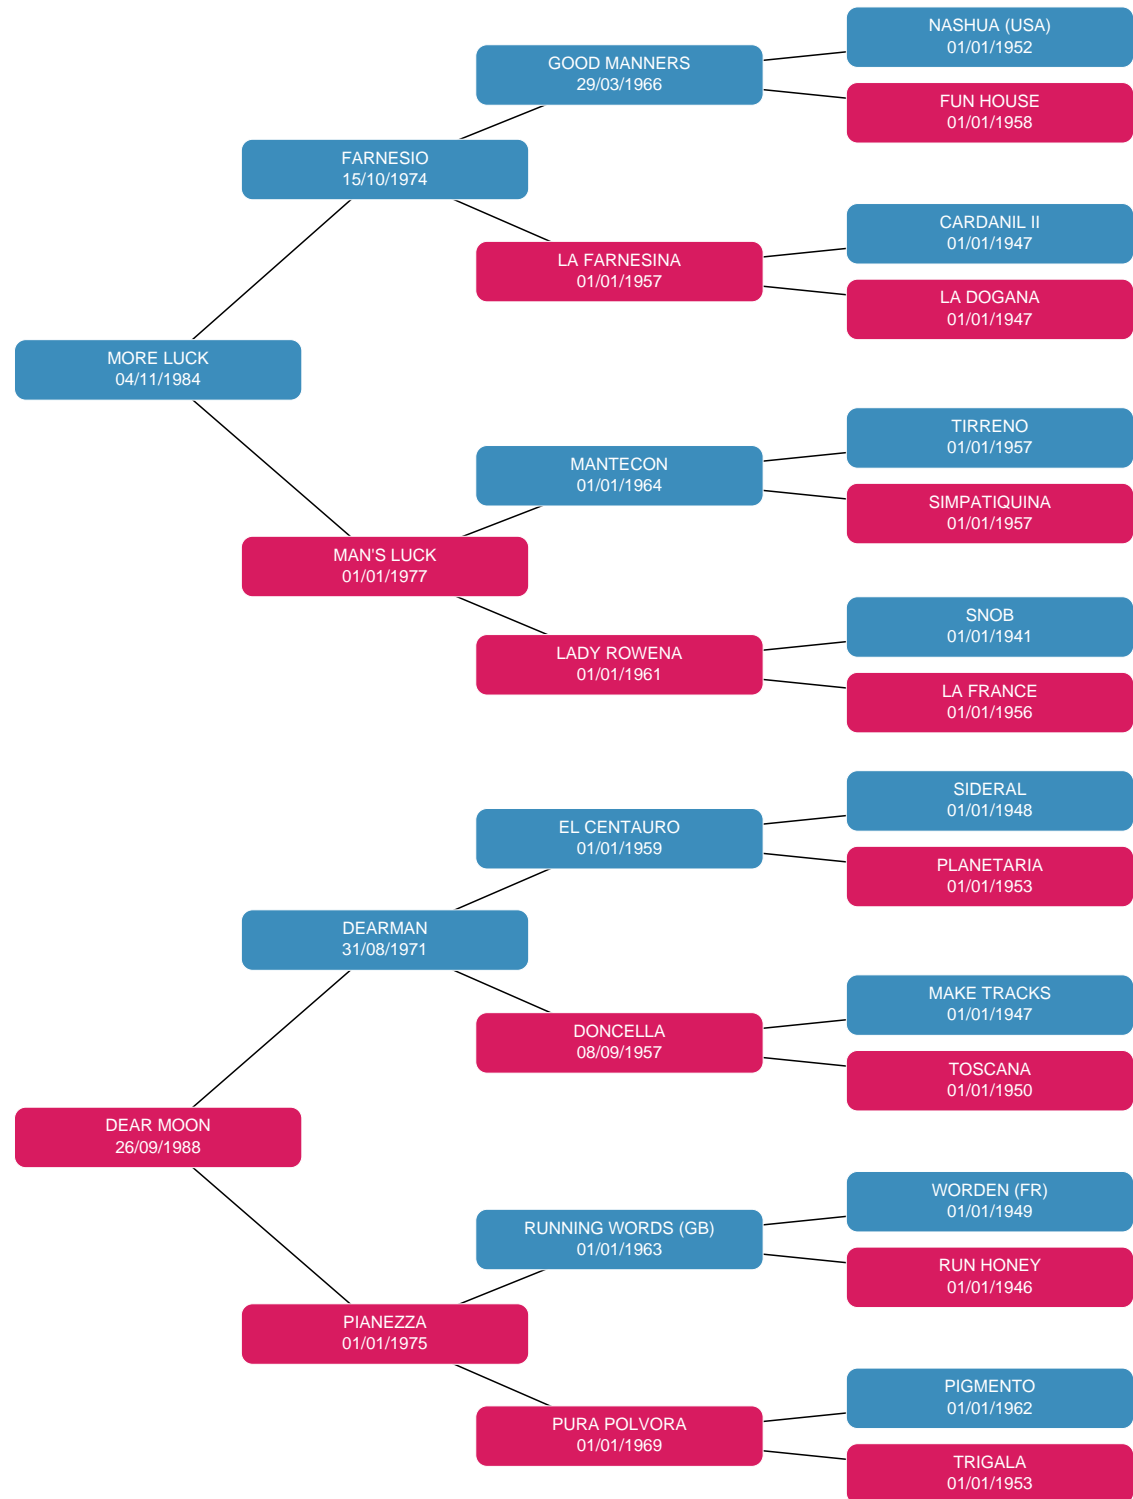 NASHUA (USA)
01/01/1952
GOOD MANNERS
29/03/1966
FUN HOUSE
01/01/1958
FARNESIO
15/10/1974
CARDANIL II
01/01/1947
LA FARNESINA
01/01/1957
LA DOGANA
01/01/1947
MORE LUCK
04/11/1984
TIRRENO
01/01/1957
MANTECON
01/01/1964
SIMPATIQUINA
01/01/1957
MAN'S LUCK
01/01/1977
SNOB
01/01/1941
LADY ROWENA
01/01/1961
LA FRANCE
01/01/1956
SIDERAL
01/01/1948
EL CENTAURO
01/01/1959
PLANETARIA
01/01/1953
DEARMAN
31/08/1971
MAKE TRACKS
01/01/1947
DONCELLA
08/09/1957
TOSCANA
01/01/1950
DEAR MOON
26/09/1988
WORDEN (FR)
01/01/1949
RUNNING WORDS (GB)
01/01/1963
RUN HONEY
01/01/1946
PIANEZZA
01/01/1975
PIGMENTO
01/01/1962
PURA POLVORA
01/01/1969
TRIGALA
01/01/1953